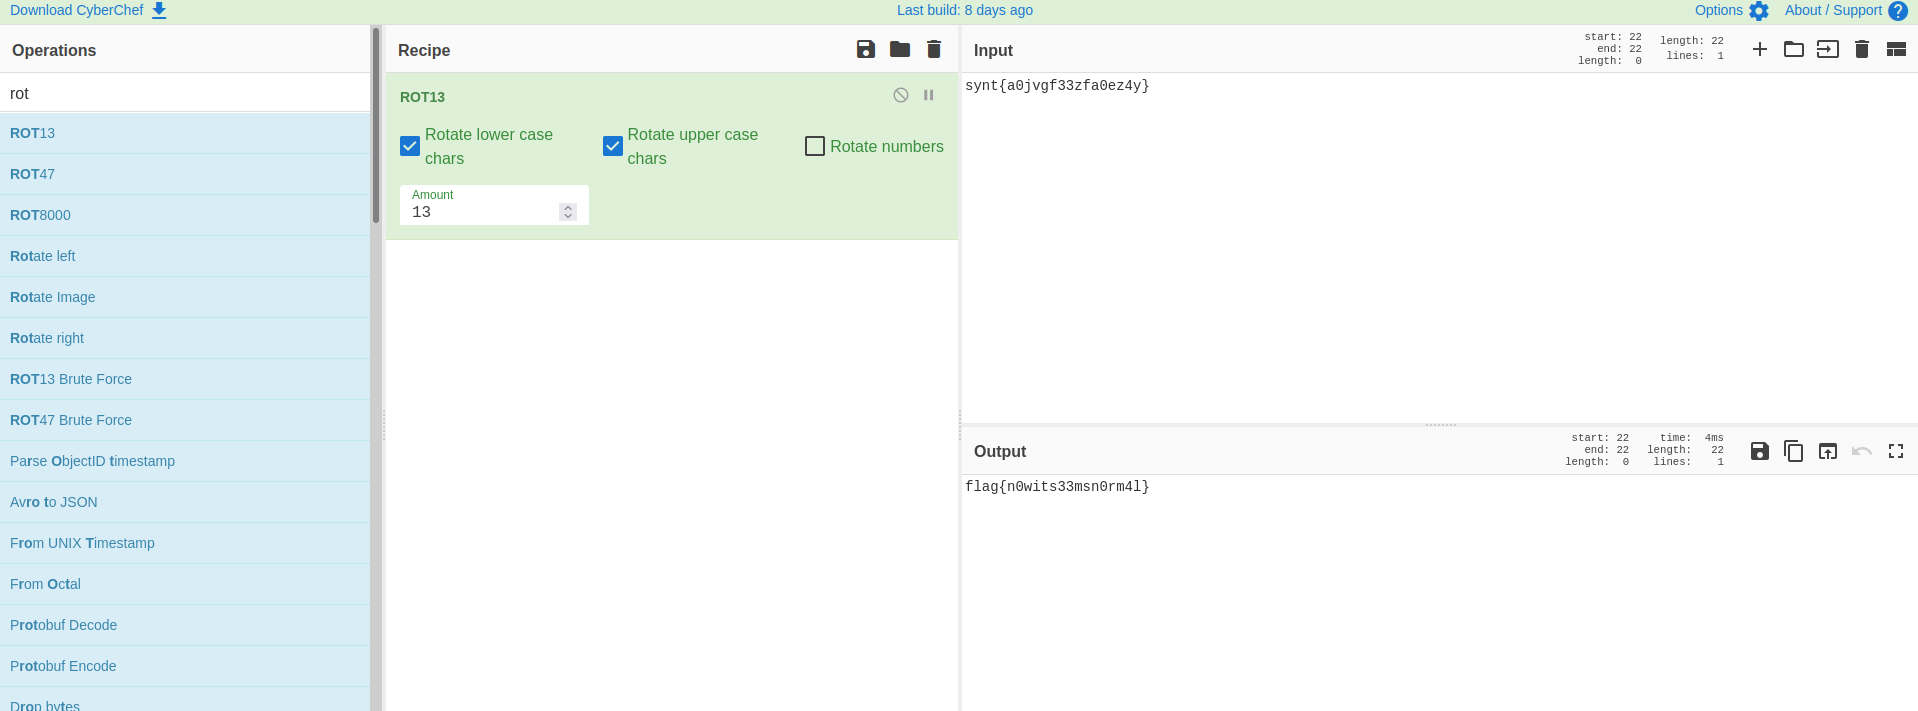 Download CyberChef
Last build: 8 days ago
Options
About / Support
Operations
rot
ROT13
ROT47
ROT8000
Rotate left
Rotate Image
Rotate right
ROT13 Brute Force
ROT47 Brute Force
Parse ObjectID timestamp
Avro to JSON
From UNIX Timestamp
From Octal
Protobuf Decode
Protobuf Encode
Drop bytes
Recipe
ROT13
Rotate lower case
chars
Rotate upper case
chars
Rotate numbers
Amount
13
Input
start: 22
end: 22
length: 0
length: 22
lines: 1
synt{a0jvgf33zfa0ez4y}
Output
start: 22
end: 22
length: 0
time: 4ms
length: 22
lines: 1
flag{n0wits33msn0rm4l}